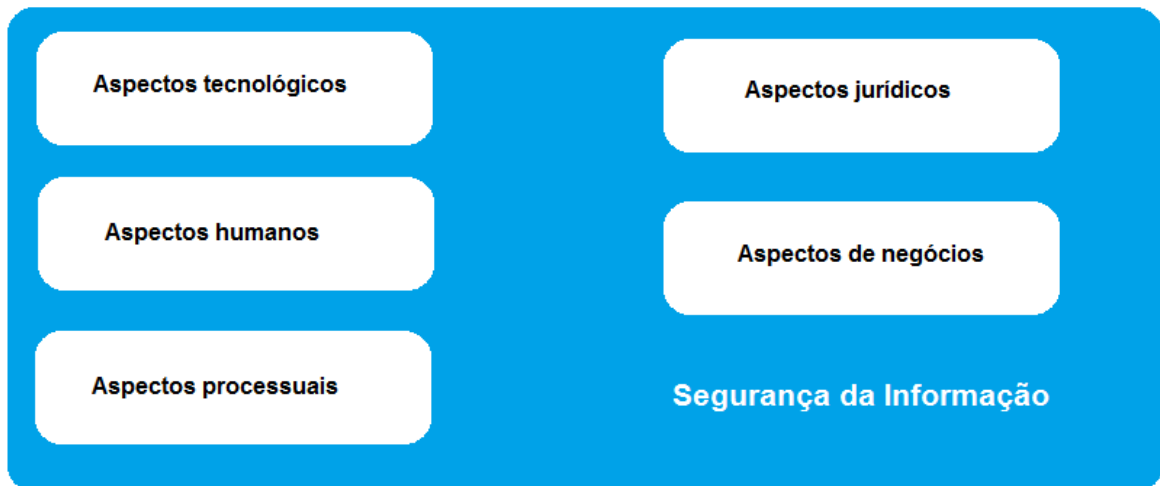 Aspectos tecnológicos
Aspectos humanos
Aspectos processuais
Aspectos jurídicos
Aspectos de negócios
Segurança da Informação